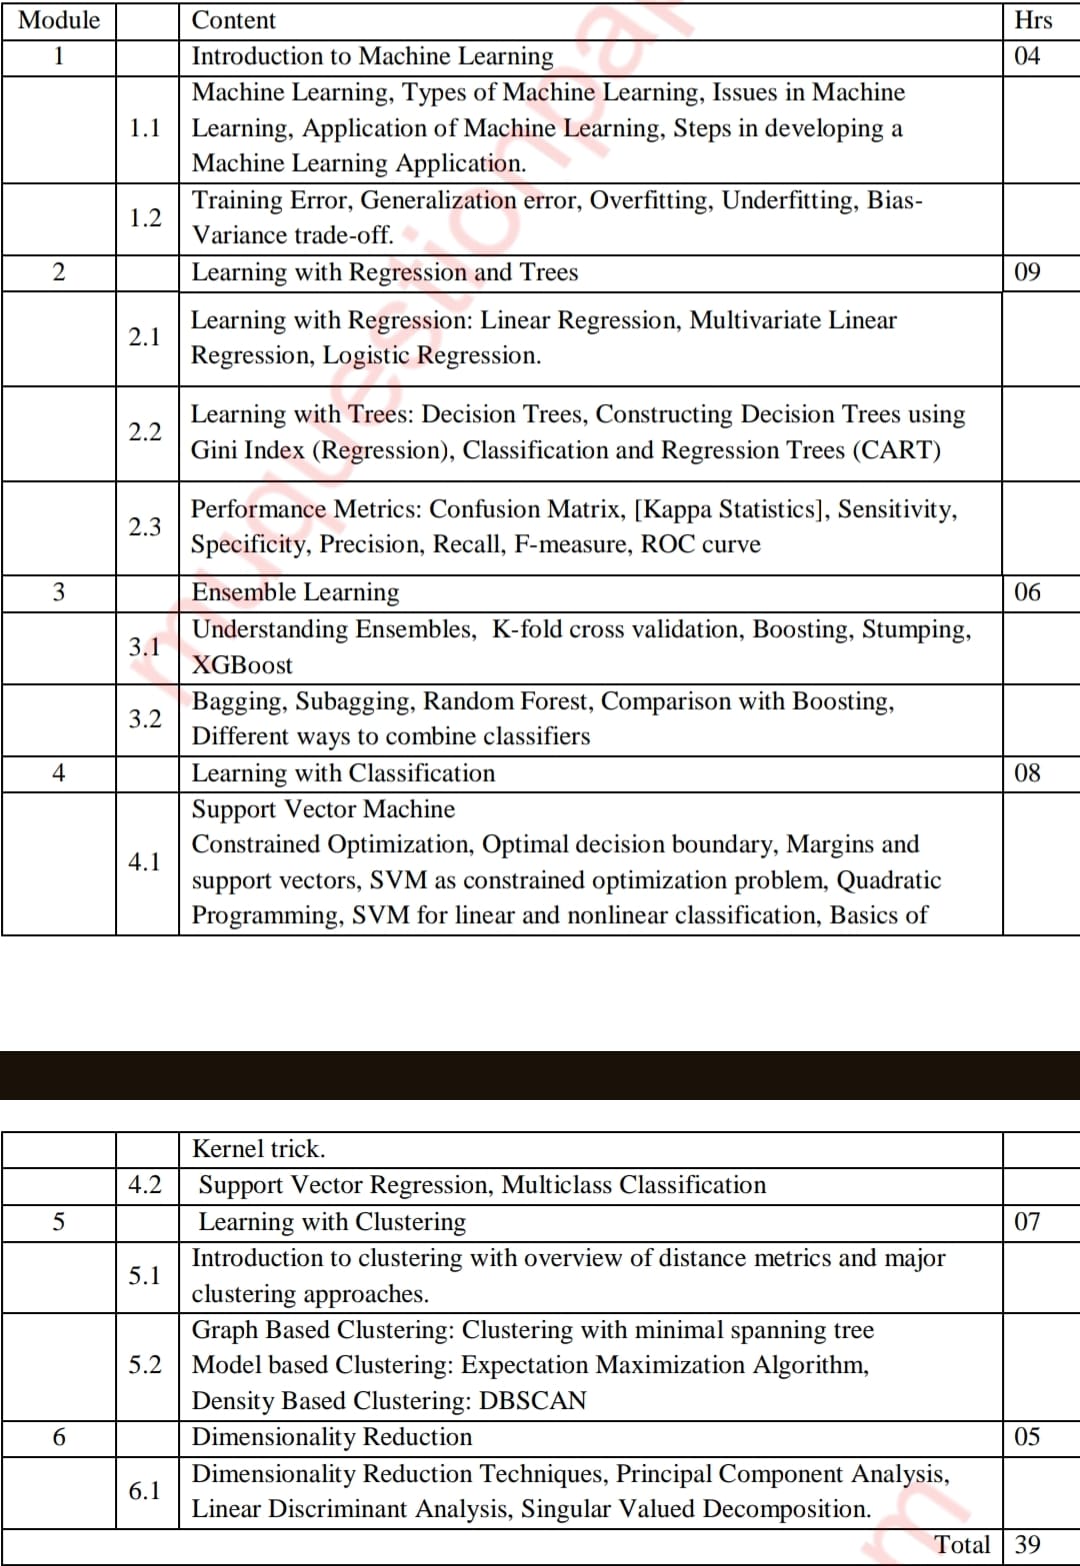 Module Content Hrs
1 Introduction to Machine Learning 04
Machine Learning, Types of Machine Learning, Issues in Machine
1.1 Learning, Application of Machine Learning, Steps in developing a
Machine Learning Application.
Training Error, Generalization error, Overfitting, Underfitting, Bias-
1.2
Variance trade-off.
2 Learning with Regression and Trees 09
Learning with Regression: Linear Regression, Multivariate Linear
2.1
Regression, Logistic Regression.
Learning with Trees: Decision Trees, Constructing Decision Trees using
2.2
Gini Index (Regression), Classification and Regression Trees (CART)
Performance Metrics: Confusion Matrix, [Kappa Statistics], Sensitivity,
2.3
Specificity, Precision, Recall, F-measure, ROC curve
3 Ensemble Learning 06
Understanding Ensembles, K-fold cross validation, Boosting, Stumping,
3.1
XGBoost
Bagging, Subagging, Random Forest, Comparison with Boosting,
3.2
Different ways to combine classifiers
4 Learning with Classification 08
Support Vector Machine
Constrained Optimization, Optimal decision boundary, Margins and
4.1
support vectors, SVM as constrained optimization problem, Quadratic
Programming, SVM for linear and nonlinear classification, Basics of
muquestionpap
Kernel trick.
4.2 Support Vector Regression, Multiclass Classification
5 Learning with Clustering 07
Introduction to clustering with overview of distance metrics and major
5.1
clustering approaches.
Graph Based Clustering: Clustering with minimal spanning tree
5.2 Model based Clustering: Expectation Maximization Algorithm,
Density Based Clustering: DBSCAN
6 Dimensionality Reduction 05
Dimensionality Reduction Techniques, Principal Component Analysis,
6.1
Linear Discriminant Analysis, Singular Valued Decomposition.
Total 39
m